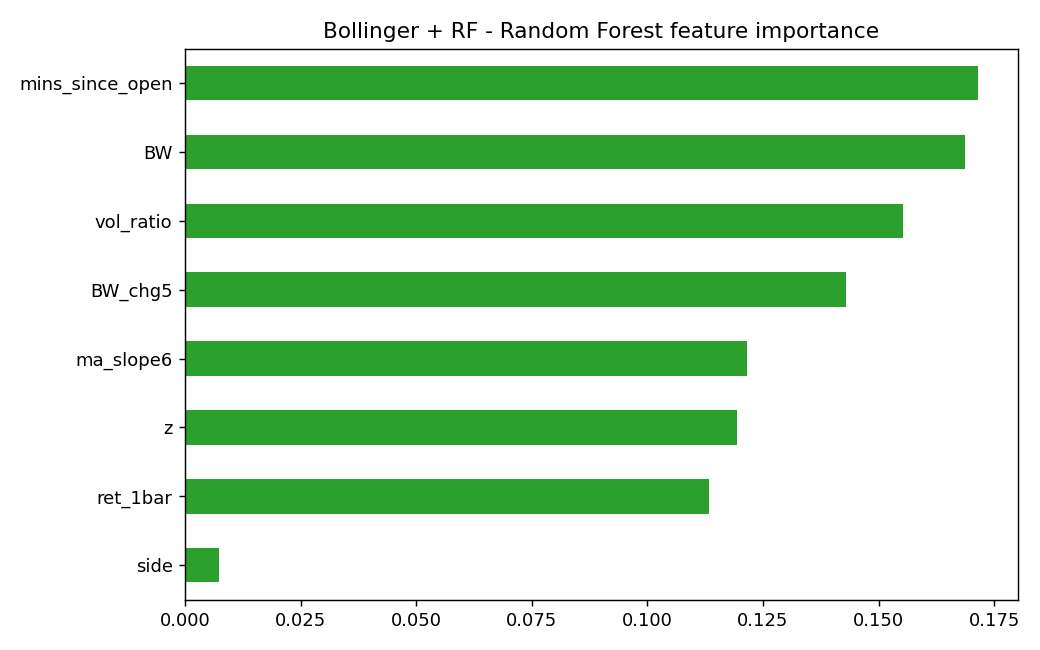 Bollinger + RF - Random Forest feature importance
mins_since_open
BW
vol_ratio
BW_chg5
ma_slope6
z
ret_1bar
side
0.000 0.025 0.050 0.075 0.100 0.125 0.150 0.175